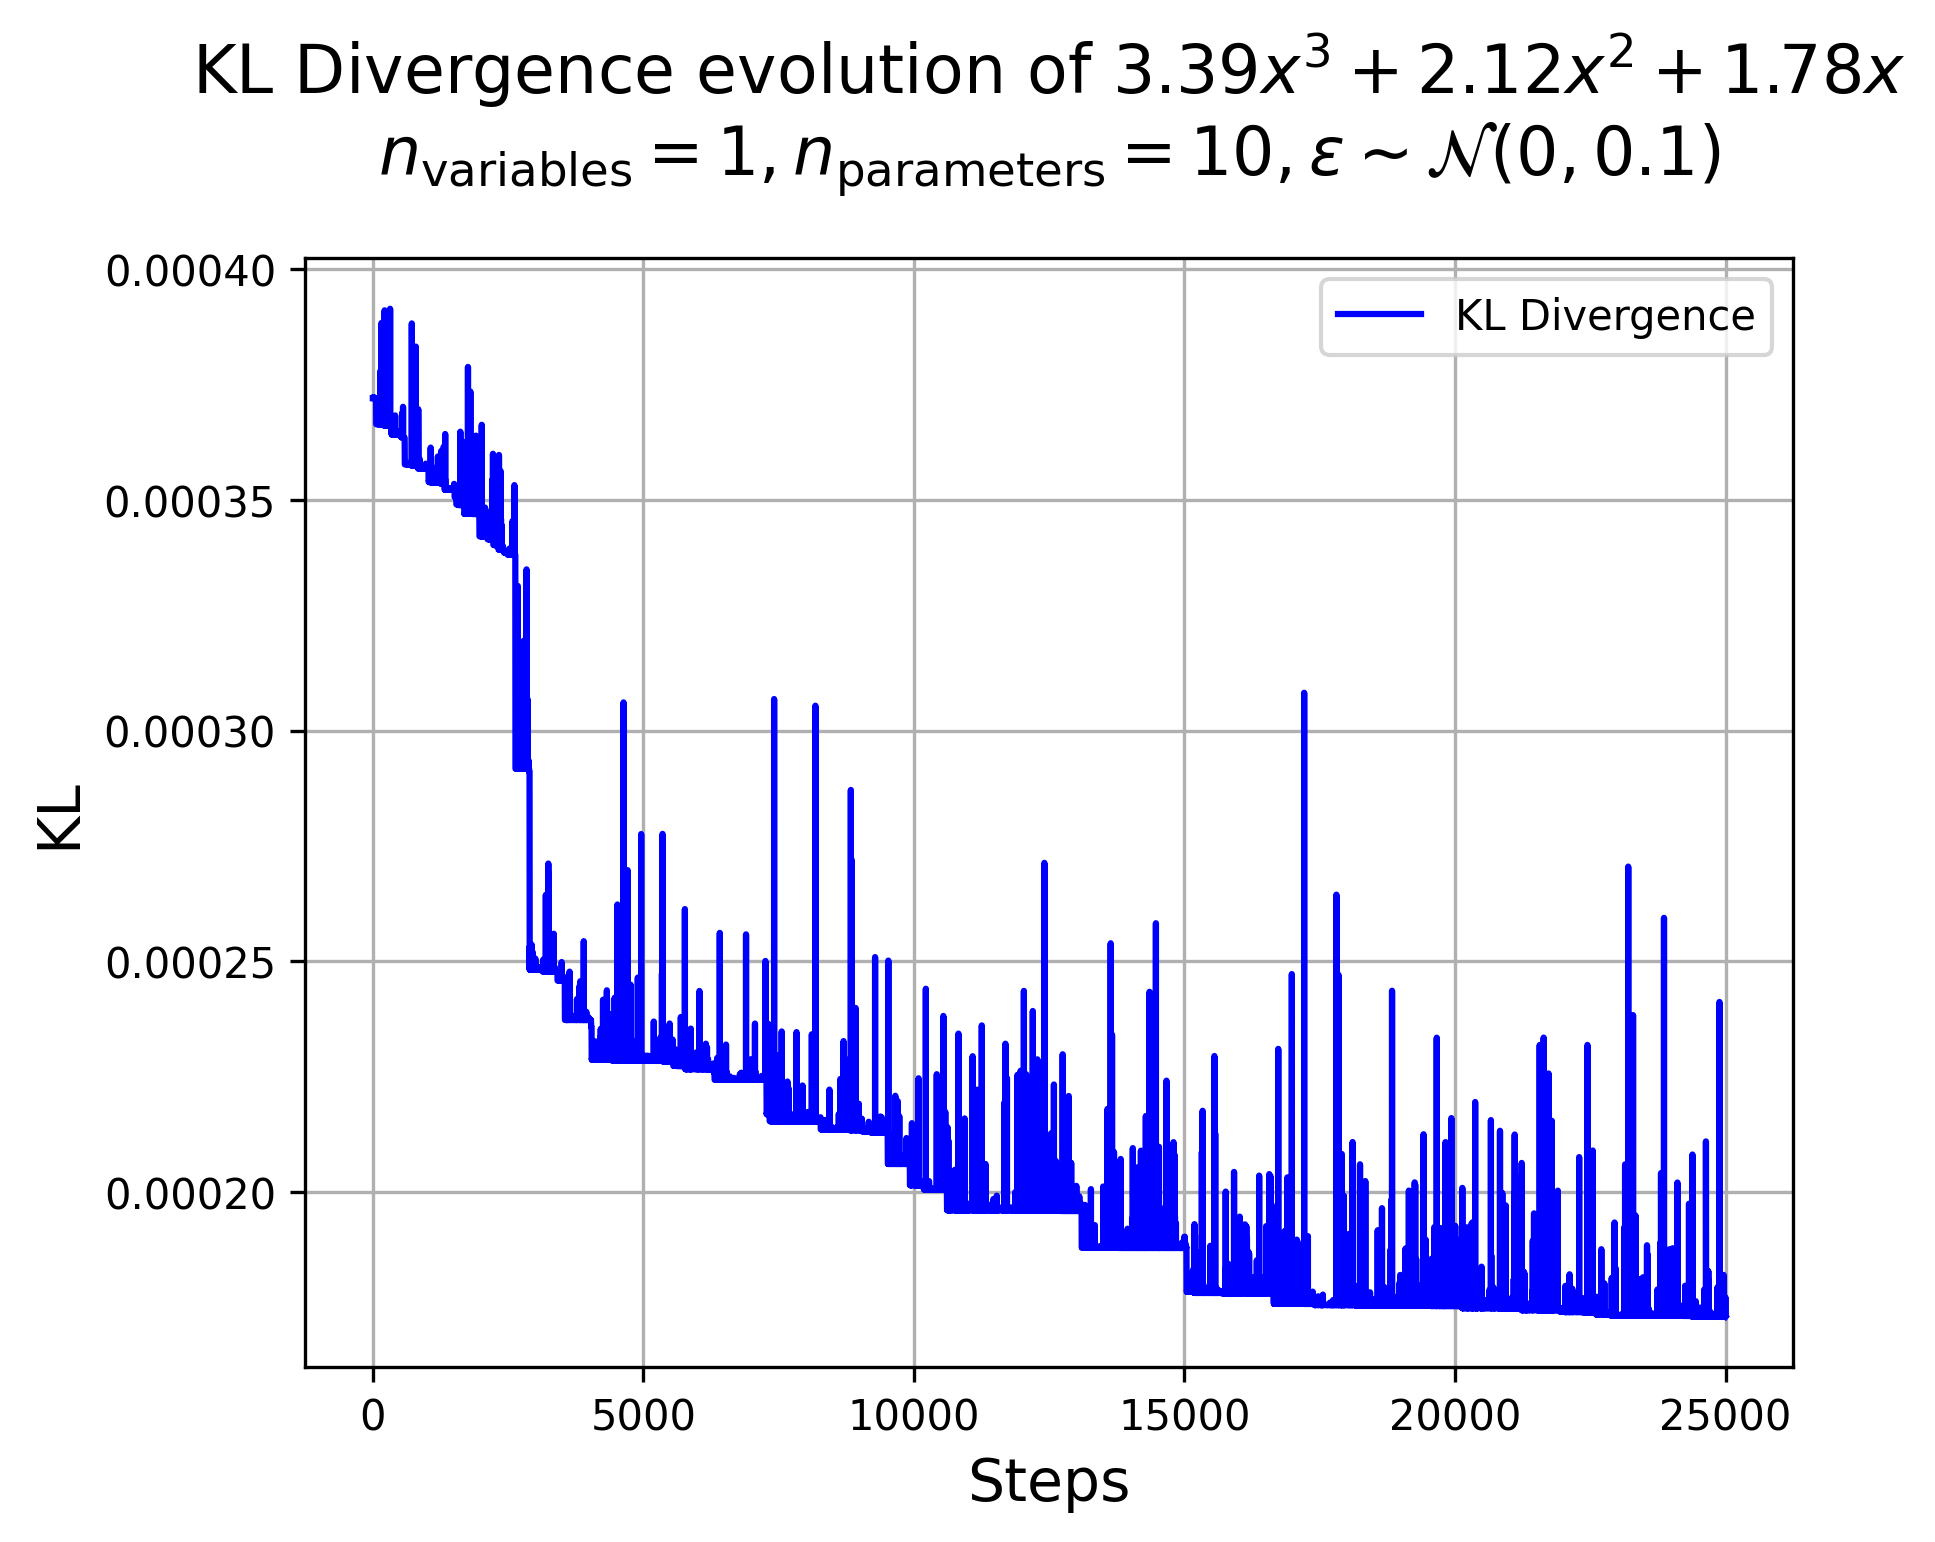 KL Divergence evolution of 3.39x³ + 2.12x² + 1.78x
n_variables = 1, n_parameters = 10, ε ∼ 𝒩(0, 0.1)
KL Divergence
0.00040
0.00035
0.00030
0.00025
0.00020
KL
0 5000 10000 15000 20000 25000
Steps